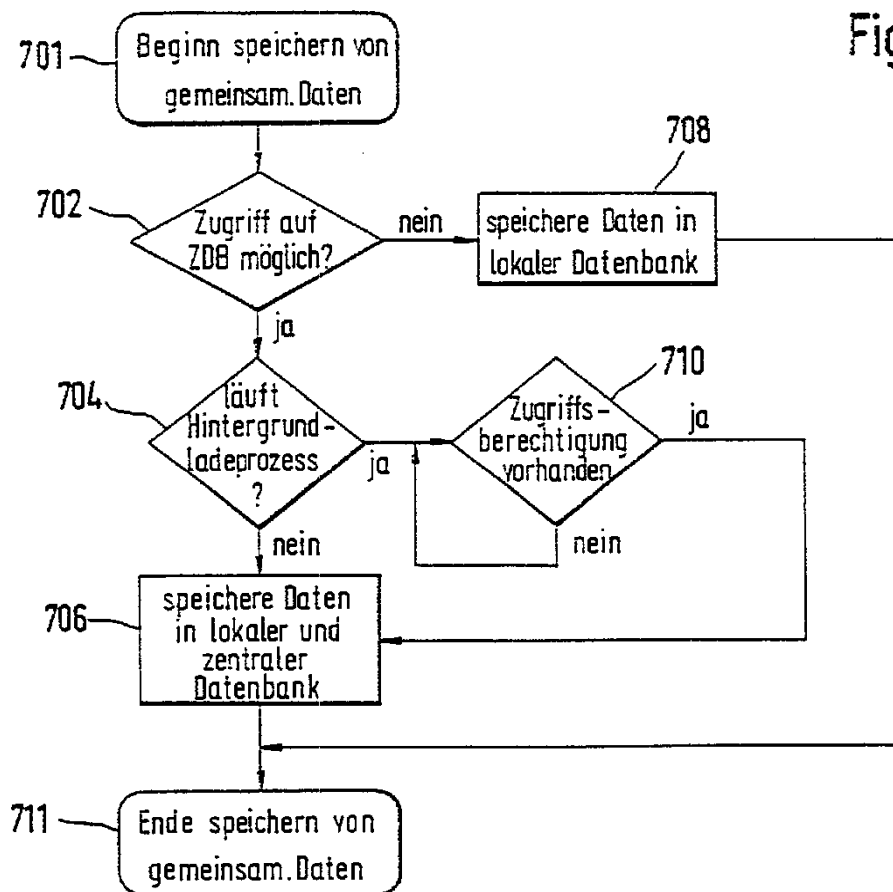 Fig
701
Beginn speichern von
gemeinsam. Daten
708
702
Zugriff auf
ZDB möglich?
nein
speichere Daten in
lokaler Datenbank
ja
710
704
läuft
Hintergrund-
ladeprozess
?
ja
Zugriffs-
berechtigung
vorhanden
ja
nein
nein
706
speichere Daten
in lokaler und
zentraler
Datenbank
711
Ende speichern von
gemeinsam. Daten